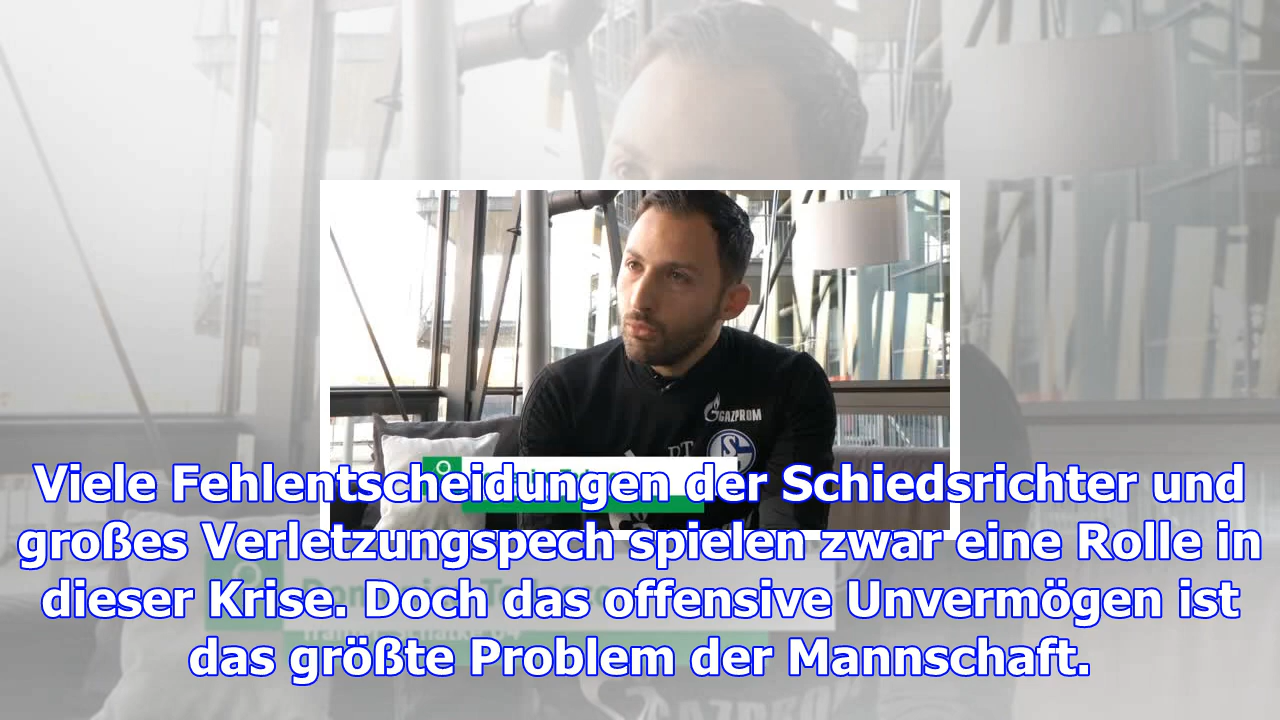 GAZPROM
Viele Fehlentscheidungen der Schiedsrichter und
großes Verletzungspech spielen zwar eine Rolle in
dieser Krise. Doch das offensive Unvermögen ist
das größte Problem der Mannschaft.